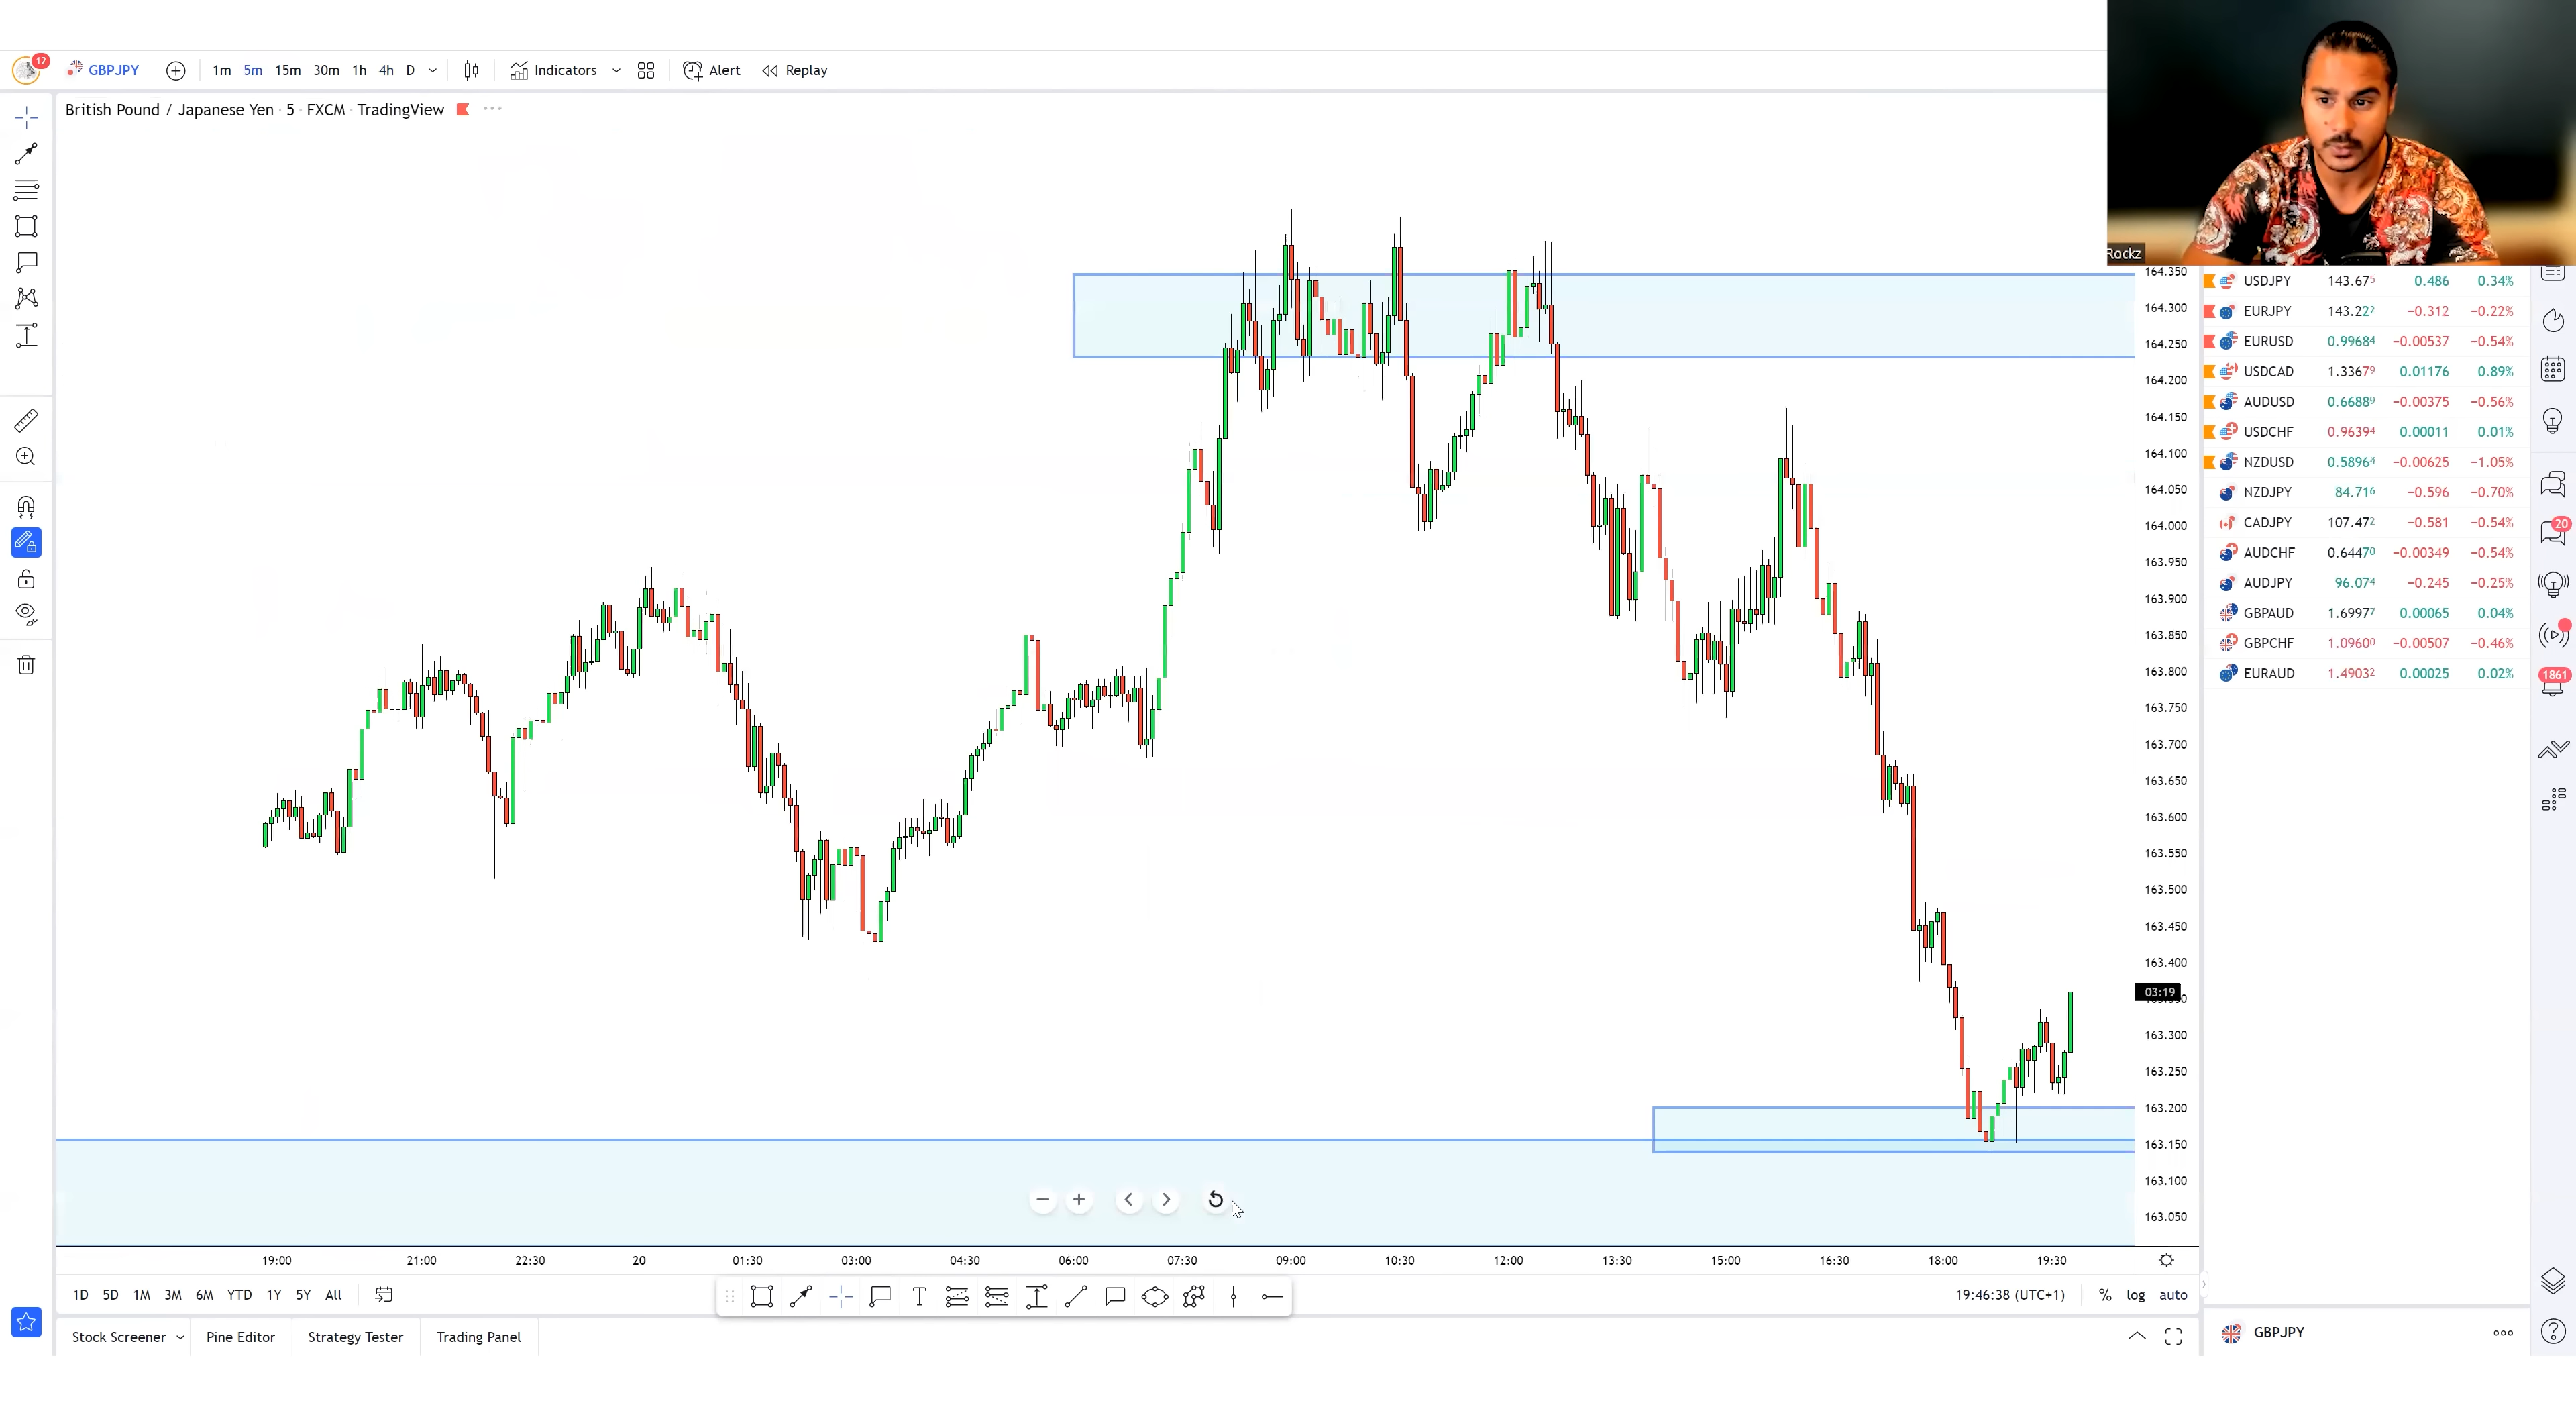 12 GBPJPY 1m 5m 15m 30m 1h 4h D Indicators Alert Replay
British Pound / Japanese Yen · 5 · FXCM · TradingView
Rockz
164.350
164.300
164.250
164.200
164.150
164.100
164.050
164.000
163.950
163.900
163.850
163.800
163.750
163.700
163.650
163.600
163.550
163.500
163.450
163.400
03:19
163.300
163.250
163.200
163.150
163.100
163.050
USDJPY 143.675 0.486 0.34%
EURJPY 143.222 −0.312 −0.22%
EURUSD 0.99684 −0.00537 −0.54%
USDCAD 1.33679 0.01176 0.89%
AUDUSD 0.66889 −0.00375 −0.56%
USDCHF 0.96394 0.00011 0.01%
NZDUSD 0.58964 −0.00625 −1.05%
NZDJPY 84.716 −0.596 −0.70%
CADJPY 107.472 −0.581 −0.54%
AUDCHF 0.64470 −0.00349 −0.54%
AUDJPY 96.074 −0.245 −0.25%
GBPAUD 1.69977 0.00065 0.04%
GBPCHF 1.09600 −0.00507 −0.46%
EURAUD 1.49032 0.00025 0.02%
20
1861
19:00 21:00 22:30 20 01:30 03:00 04:30 06:00 07:30 09:00 10:30 12:00 13:30 15:00 16:30 18:00 19:30
1D 5D 1M 3M 6M YTD 1Y 5Y All T 19:46:38 (UTC+1) % log auto
Stock Screener Pine Editor Strategy Tester Trading Panel
GBPJPY